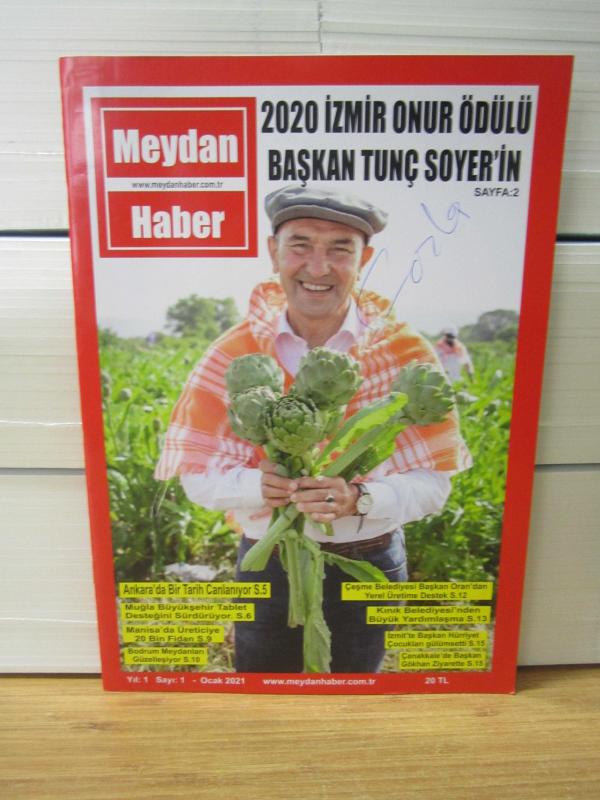 2020 İZMİR ONUR ÖDÜLÜ
BAŞKAN TUNÇ SOYER'İN
SAYFA:2
Meydan
www.meydanhaber.com.tr
Haber
Ankara'da Bir Tarih Canlanıyor S.5
Muğla Büyükşehir Tablet
Desteğini Sürdürüyor. S.6
Manisa'da Üreticiye
20 Bin Fidan S.9
Bodrum Meydanları
Güzelleşiyor S.10
Çeşme Belediyesi Başkan Oran'dan
Yerel Üretime Destek S.12
Kınık Belediyesi'nden
Büyük Yardımlaşma S.13
İzmit'te Başkan Hürriyet
Çocukları gülümsetti S.15
Çanakkale'de Başkan
Gökhan Ziyarette S.15
Yıl: 1 Sayı: 1 - Ocak 2021 www.meydanhaber.com.tr 20 TL